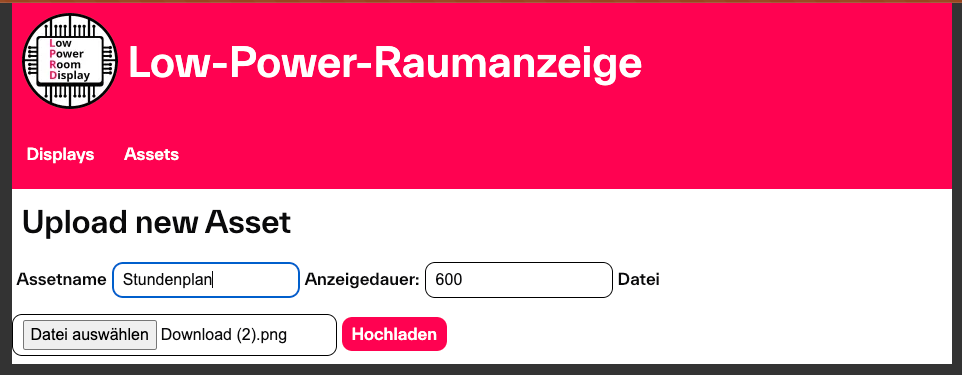 Low
Power
Room
Display
Low-Power-Raumanzeige
Displays Assets
Upload new Asset
Assetname Stundenplan Anzeigedauer: 600 Datei
Datei auswählen Download (2).png Hochladen